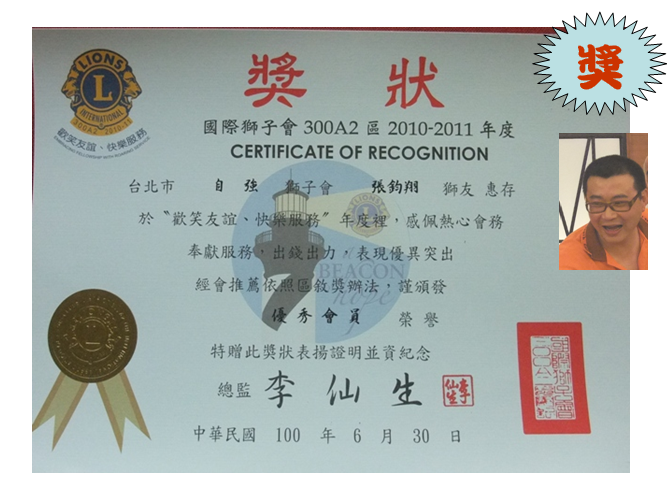 獎
LIONS
L
INTERNATIONAL
300A2 2010-11
歡笑友誼、快樂服務
獎狀
國際獅子會 300A2 區 2010-2011 年度
CERTIFICATE OF RECOGNITION
台北市 自強 獅子會 張鈞翔 獅友 惠存
於〝歡笑友誼、快樂服務〞年度裡，感佩熱心會務
奉獻服務，出錢出力，表現優異突出
BEACON
hope
經會推薦依照區敘獎辦法，謹頒發
優秀會員 榮譽
特贈此獎狀表揚證明並資紀念
總監 李仙生
李仙生
中華民國 100 年 6 月 30 日